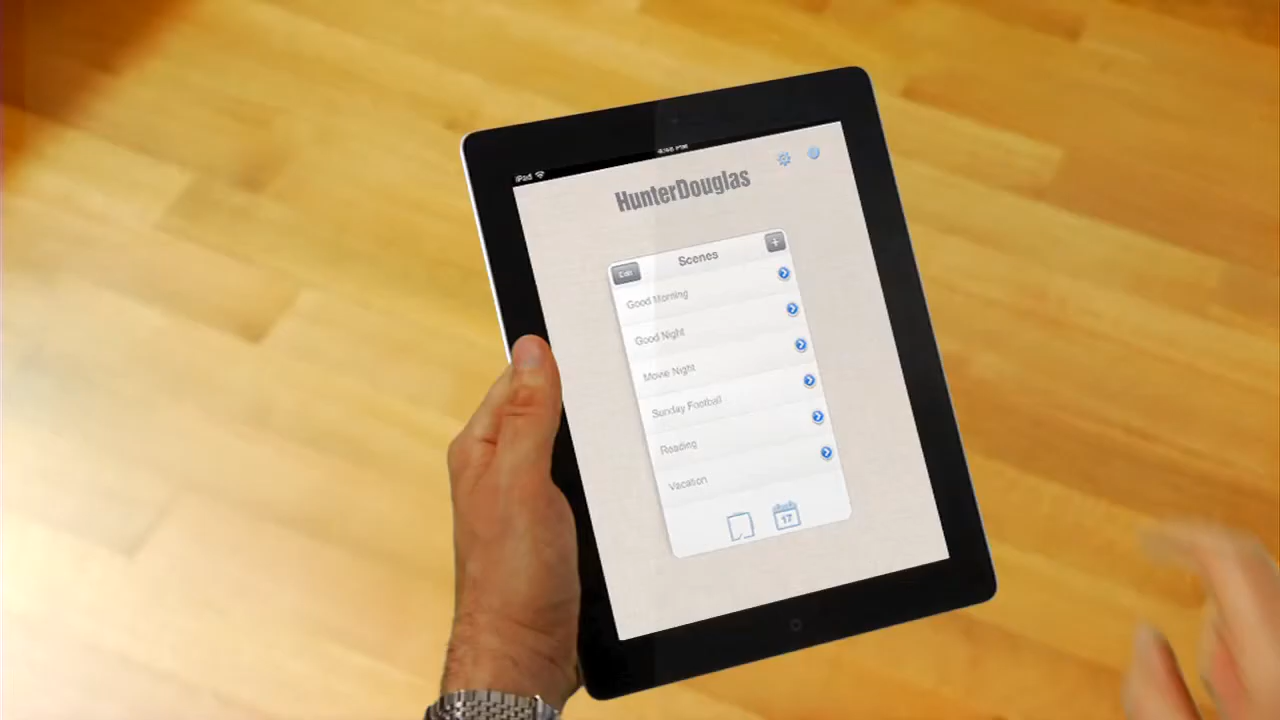 iPad
HunterDouglas
Edit
Scenes
+
Good Morning
Good Night
Movie Night
Sunday Football
Reading
Vacation
17